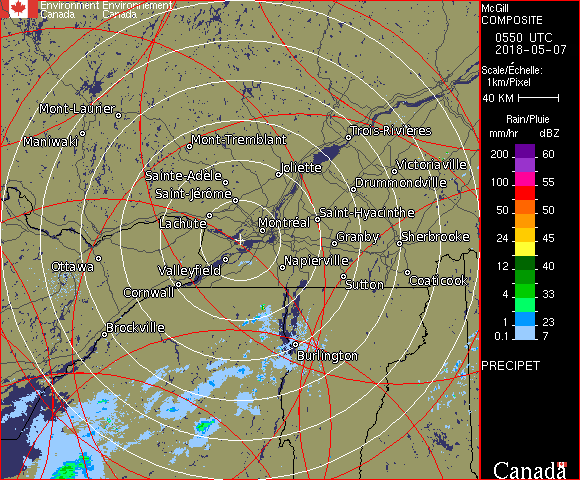 Environment Environnement
Canada Canada
McGill
COMPOSITE
0550 UTC
2018-05-07
Scale/Échelle:
1km/Pixel
40 KM
Rain/Pluie
mm/hr dBZ
200 60
100 55
50 50
24 45
12 40
4 33
1 23
0.1 7
PRECIPET
Canada
Mont-Laurier
Maniwaki
Mont-Tremblant
Trois-Rivières
Sainte-Adèle
Joliette
Victoriaville
Saint-Jérôme
Drummondville
Lachute
Montréal
Saint-Hyacinthe
Granby
Sherbrooke
Ottawa
Valleyfield
Napierville
Cornwall
Sutton
Coaticook
Brockville
Burlington